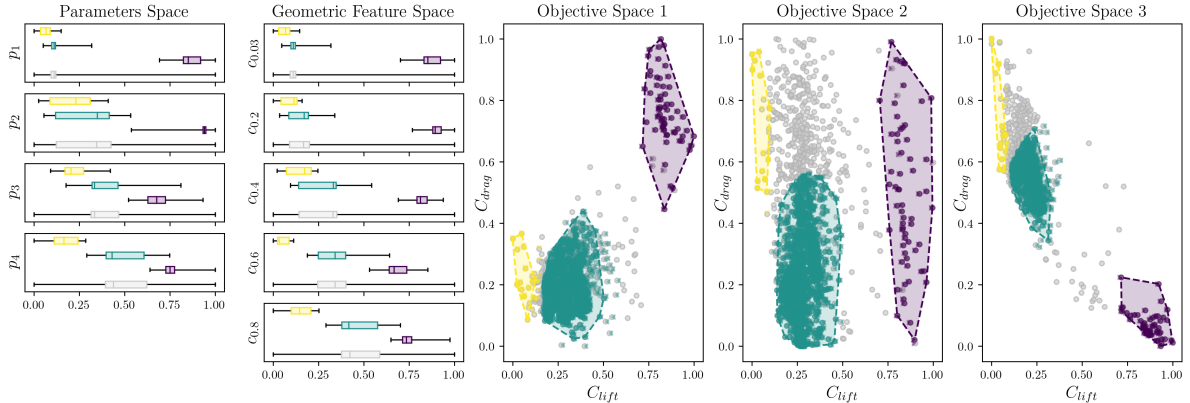 Parameters Space
Geometric Feature Space
Objective Space 1
Objective Space 2
Objective Space 3
p1
p2
p3
p4
0.00 0.25 0.50 0.75 1.00
c0.03
c0.2
c0.4
c0.6
c0.8
0.00 0.25 0.50 0.75 1.00
Cdrag
1.0
0.8
0.6
0.4
0.2
0.0
0.00 0.25 0.50 0.75 1.00
Clift
Cdrag
1.0
0.8
0.6
0.4
0.2
0.0
0.00 0.25 0.50 0.75 1.00
Clift
Cdrag
1.0
0.8
0.6
0.4
0.2
0.0
0.00 0.25 0.50 0.75 1.00
Clift